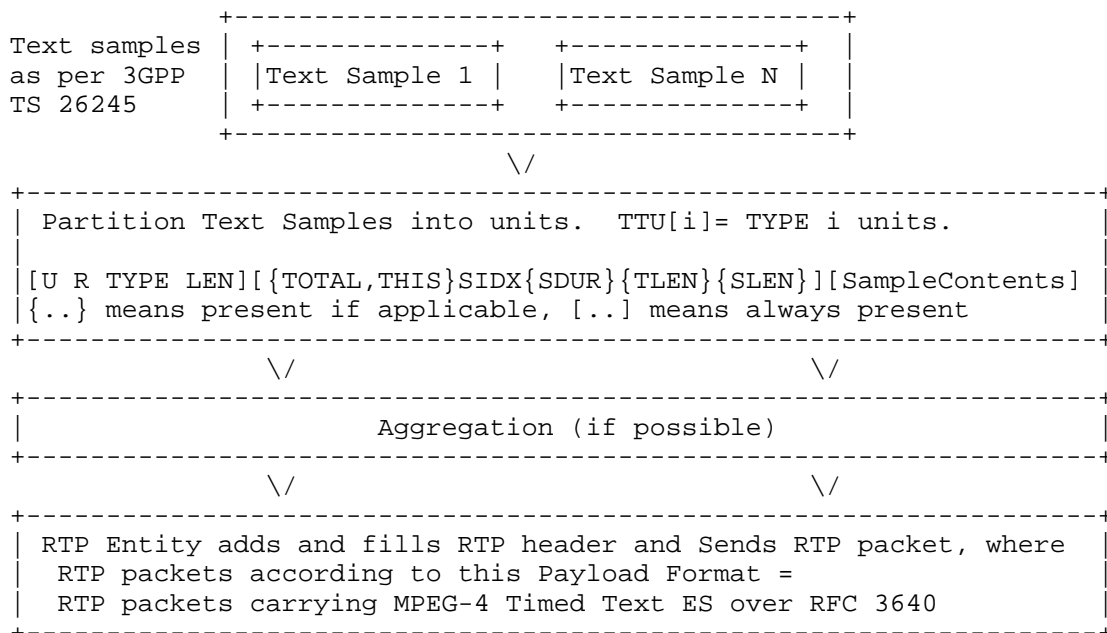 +--------------------------------------+
Text samples | +--------------+ +--------------+ |
as per 3GPP | |Text Sample 1 | |Text Sample N | |
TS 26245 | +--------------+ +--------------+ |
+--------------------------------------+
\/
+-------------------------------------------------------------------+
| Partition Text Samples into units. TTU[i]= TYPE i units. |
| |
|[U R TYPE LEN][{TOTAL,THIS}SIDX{SDUR}{TLEN}{SLEN}][SampleContents] |
|{..} means present if applicable, [..] means always present |
+-------------------------------------------------------------------+
\/ \/
+-------------------------------------------------------------------+
| Aggregation (if possible) |
+-------------------------------------------------------------------+
\/ \/
+-------------------------------------------------------------------+
| RTP Entity adds and fills RTP header and Sends RTP packet, where |
| RTP packets according to this Payload Format = |
| RTP packets carrying MPEG-4 Timed Text ES over RFC 3640 |
+-------------------------------------------------------------------+